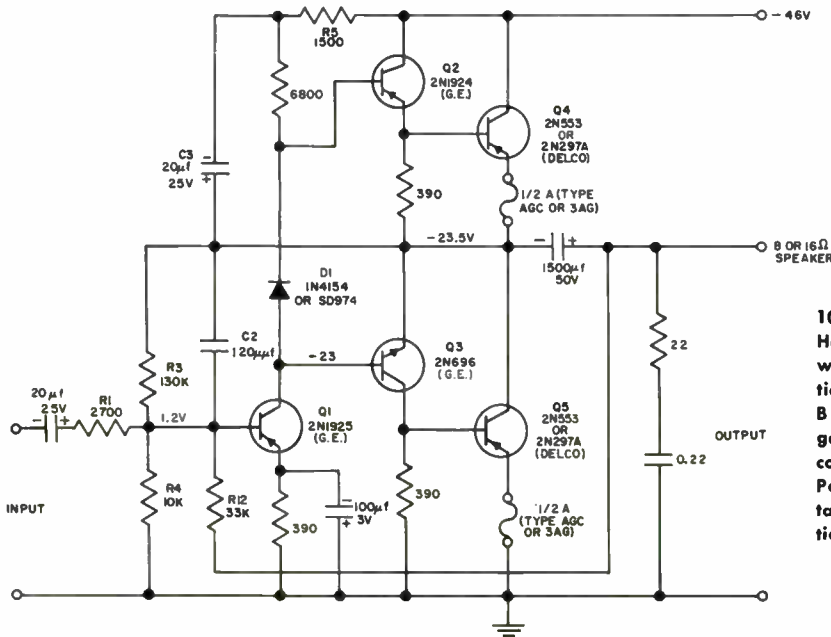 R5
1500
- 46V
6800
Q2
2N1924
(G.E.)
Q4
2N553
OR
2N297A
(DELCO)
C3
20µf
25V
-
+
390
1/2 A (TYPE
AGC OR 3AG)
-23.5V
-
+
1500µf
50V
8 OR 16Ω
SPEAKER
D1
1N4154
OR SD974
C2
120µµf
-23
Q3
2N696
(G.E.)
R3
130K
22
20µf
25V
-
+
R1
2700
1.2V
Q1
2N1925
(G.E.)
Q5
2N553
OR
2N297A
(DELCO)
OUTPUT
0.22
INPUT
R4
10K
R12
33K
390
-
100µf
+
3V
390
1/2 A
(TYPE AGC
OR 3AG)
B